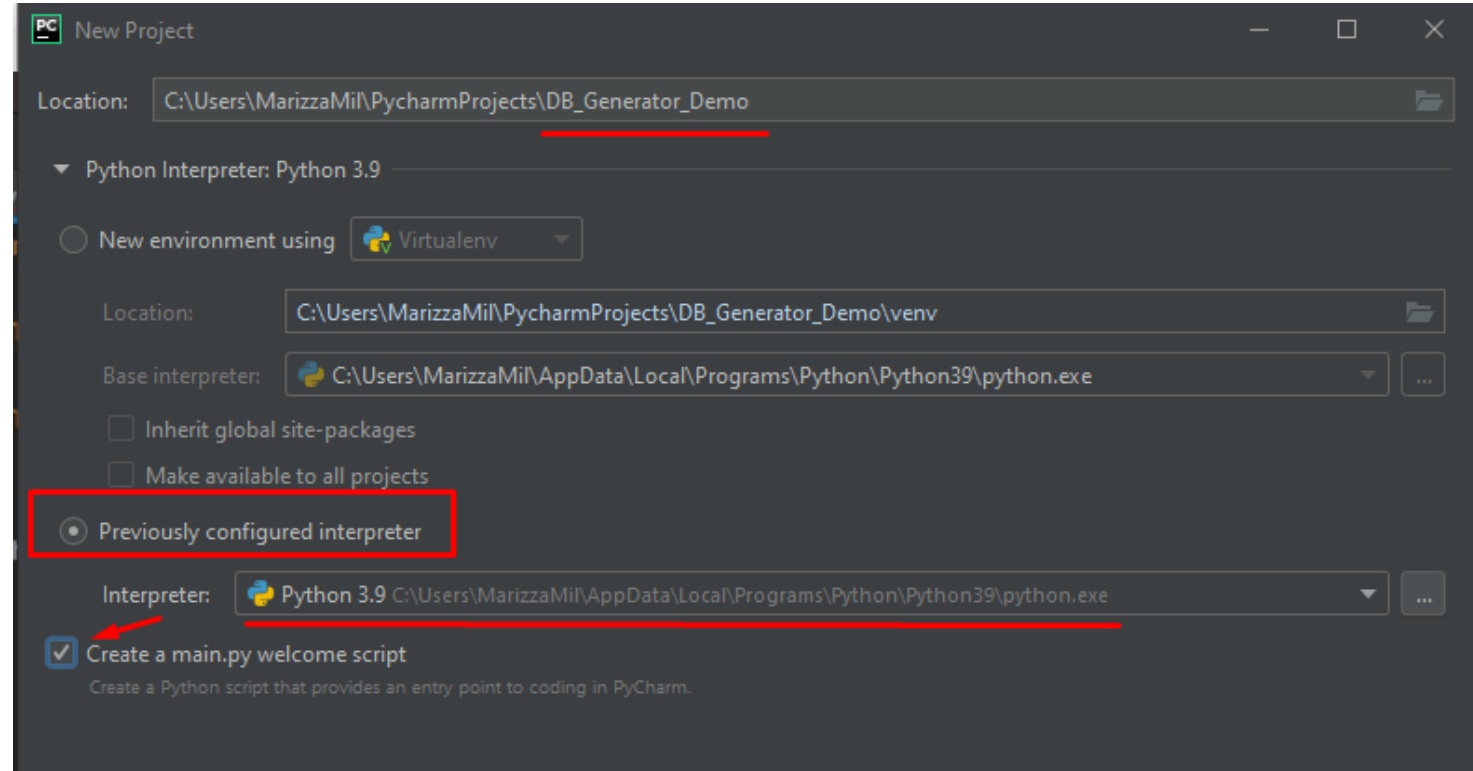 PC New Project
Location: C:\Users\MarizzaMil\PycharmProjects\DB_Generator_Demo
Python Interpreter: Python 3.9
New environment using Virtualenv
Location: C:\Users\MarizzaMil\PycharmProjects\DB_Generator_Demo\venv
Base interpreter: C:\Users\MarizzaMil\AppData\Local\Programs\Python\Python39\python.exe ...
Inherit global site-packages
Make available to all projects
Previously configured interpreter
Interpreter: Python 3.9 C:\Users\MarizzaMil\AppData\Local\Programs\Python\Python39\python.exe ...
Create a main.py welcome script
Create a Python script that provides an entry point to coding in PyCharm.